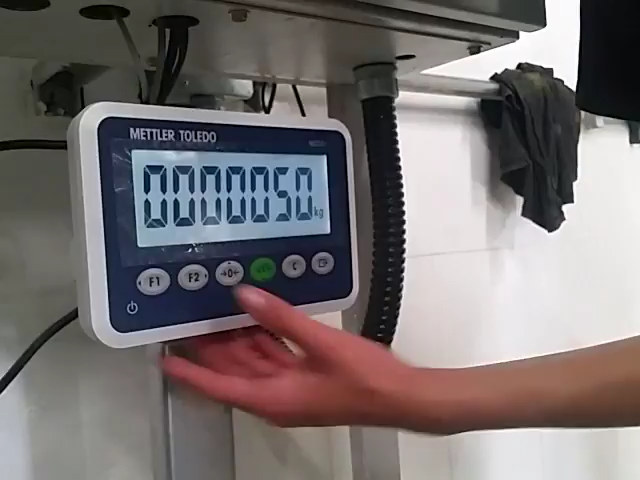 METTLER TOLEDO
0000050 kg
F1 F2 →0← C